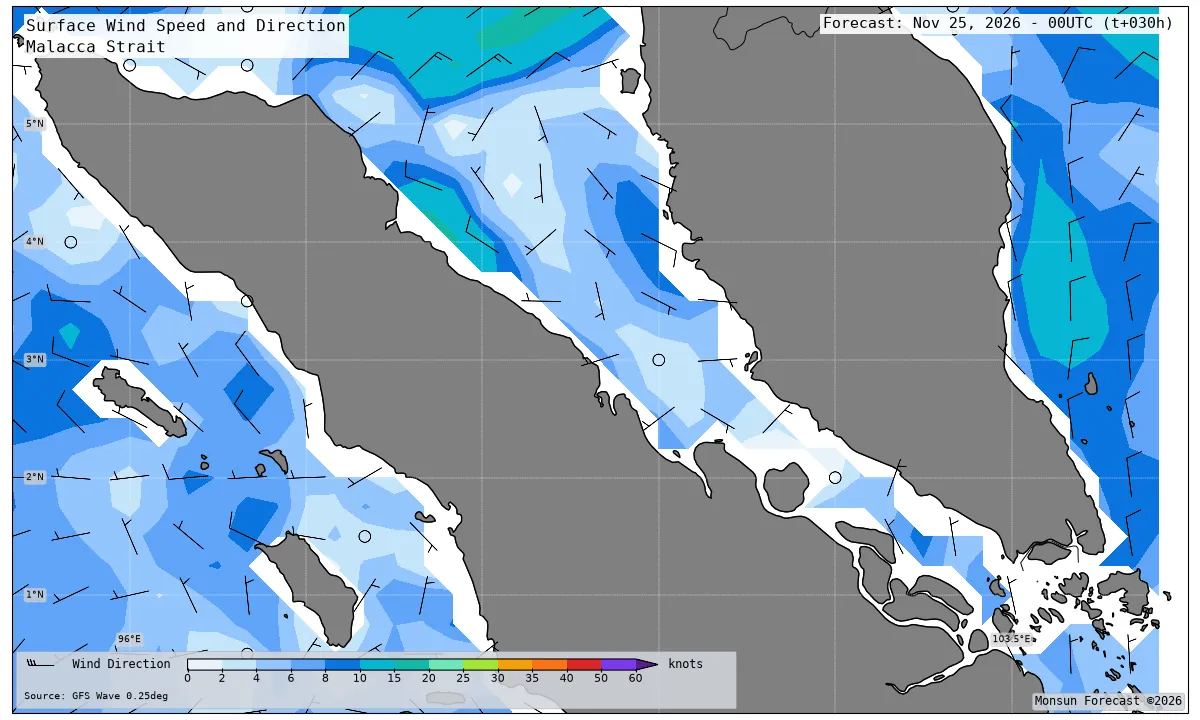 Surface Wind Speed and Direction
Malacca Strait
Forecast: Nov 25, 2026 - 00UTC (t+030h)
5°N
4°N
3°N
2°N
1°N
96°E
103.5°E
Wind Direction
knots
0 2 4 6 8 10 15 20 25 30 35 40 50 60
Source: GFS Wave 0.25deg
Monsun Forecast ©2026